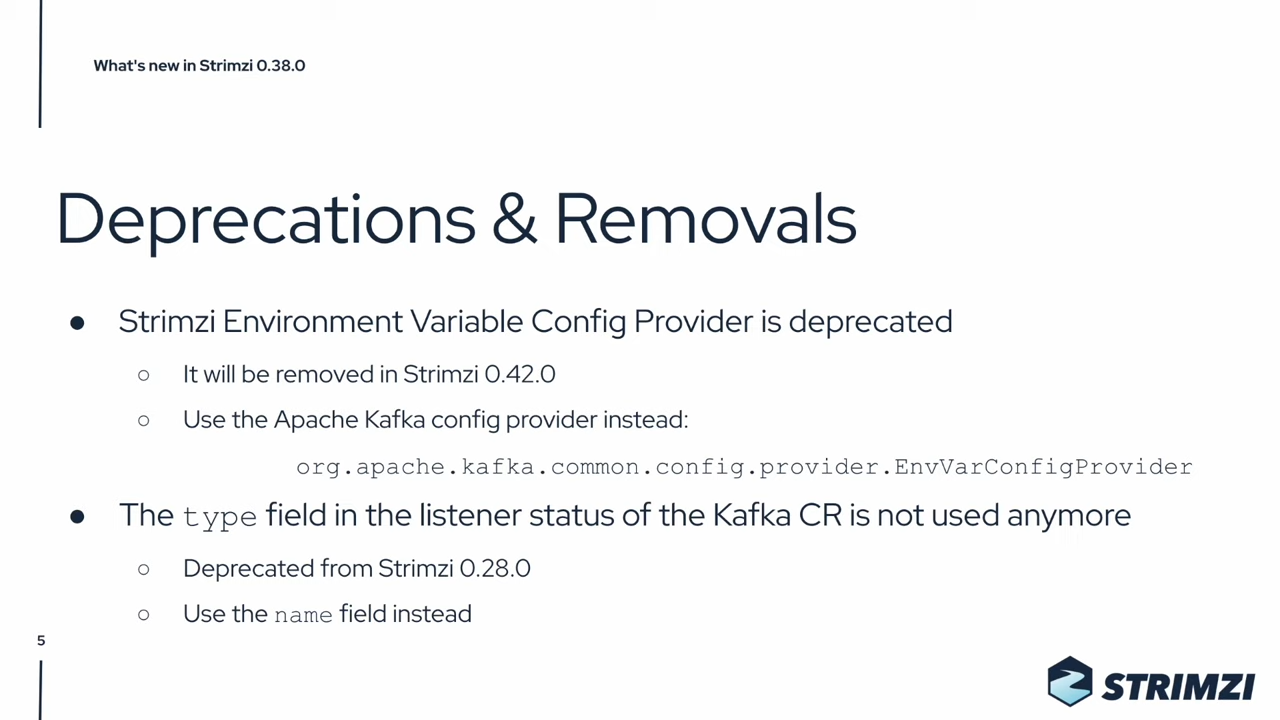 What's new in Strimzi 0.38.0
Deprecations & Removals
● Strimzi Environment Variable Config Provider is deprecated
○ It will be removed in Strimzi 0.42.0
○ Use the Apache Kafka config provider instead:
org.apache.kafka.common.config.provider.EnvVarConfigProvider
● The type field in the listener status of the Kafka CR is not used anymore
○ Deprecated from Strimzi 0.28.0
○ Use the name field instead
5
STRIMZI